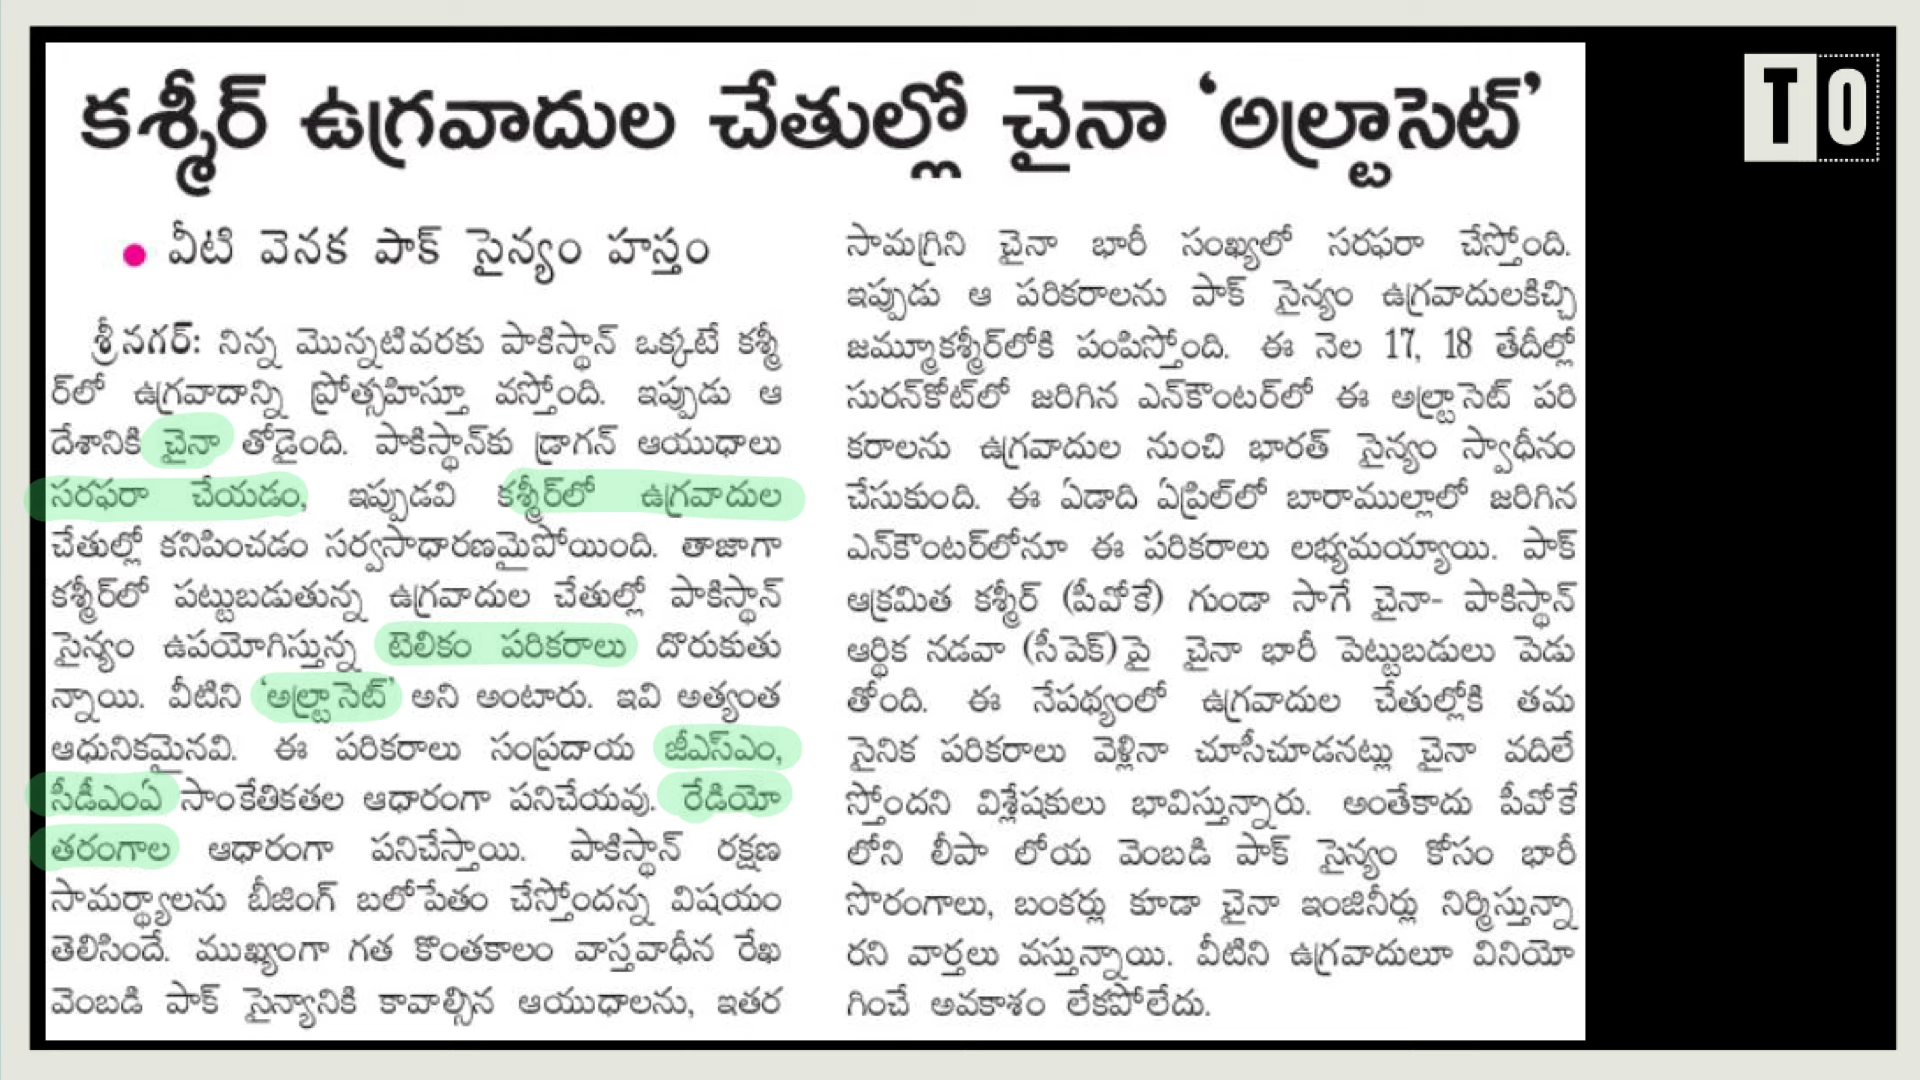 కశ్మీర్ ఉగ్రవాదుల చేతుల్లో చైనా ‘అల్ట్రాసెట్’
TO
• వీటి వెనక పాక్ సైన్యం హస్తం
శ్రీనగర్: నిన్న మొన్నటివరకు పాకిస్థాన్ ఒక్కటే కశ్మీ
ర్‌లో ఉగ్రవాదాన్ని ప్రోత్సహిస్తూ వస్తోంది. ఇప్పుడు ఆ
దేశానికి చైనా తోడైంది. పాకిస్థాన్‌కు డ్రాగన్ ఆయుధాలు
సరఫరా చేయడం, ఇప్పుడవి కశ్మీర్‌లో ఉగ్రవాదుల
చేతుల్లో కనిపించడం సర్వసాధారణమైపోయింది. తాజాగా
కశ్మీర్‌లో పట్టుబడుతున్న ఉగ్రవాదుల చేతుల్లో పాకిస్థాన్
సైన్యం ఉపయోగిస్తున్న టెలికం పరికరాలు దొరుకుతు
న్నాయి. వీటిని ‘అల్ట్రాసెట్’ అని అంటారు. ఇవి అత్యంత
ఆధునికమైనవి. ఈ పరికరాలు సంప్రదాయ జీఎస్‌ఎం,
సీడీఎంఏ సాంకేతికతల ఆధారంగా పనిచేయవు. రేడియో
తరంగాల ఆధారంగా పనిచేస్తాయి. పాకిస్థాన్ రక్షణ
సామర్థ్యాలను బీజింగ్ బలోపేతం చేస్తోందన్న విషయం
తెలిసిందే. ముఖ్యంగా గత కొంతకాలం వాస్తవాధీన రేఖ
వెంబడి పాక్ సైన్యానికి కావాల్సిన ఆయుధాలను, ఇతర
సామగ్రిని చైనా భారీ సంఖ్యలో సరఫరా చేస్తోంది.
ఇప్పుడు ఆ పరికరాలను పాక్ సైన్యం ఉగ్రవాదులకిచ్చి
జమ్మూకశ్మీర్‌లోకి పంపిస్తోంది. ఈ నెల 17, 18 తేదీల్లో
సురన్‌కోట్‌లో జరిగిన ఎన్‌కౌంటర్‌లో ఈ అల్ట్రాసెట్ పరి
కరాలను ఉగ్రవాదుల నుంచి భారత్ సైన్యం స్వాధీనం
చేసుకుంది. ఈ ఏడాది ఏప్రిల్‌లో బారాముల్లాలో జరిగిన
ఎన్‌కౌంటర్‌లోనూ ఈ పరికరాలు లభ్యమయ్యాయి. పాక్
ఆక్రమిత కశ్మీర్ (పీవోకే) గుండా సాగే చైనా- పాకిస్థాన్
ఆర్థిక నడవా (సీపెక్)పై చైనా భారీ పెట్టుబడులు పెడు
తోంది. ఈ నేపథ్యంలో ఉగ్రవాదుల చేతుల్లోకి తమ
సైనిక పరికరాలు వెళ్లినా చూసీచూడనట్లు చైనా వదిలే
స్తోందని విశ్లేషకులు భావిస్తున్నారు. అంతేకాదు పీవోకే
లోని లీపా లోయ వెంబడి పాక్ సైన్యం కోసం భారీ
సొరంగాలు, బంకర్లు కూడా చైనా ఇంజినీర్లు నిర్మిస్తున్నా
రని వార్తలు వస్తున్నాయి. వీటిని ఉగ్రవాదులూ వినియో
గించే అవకాశం లేకపోలేదు.